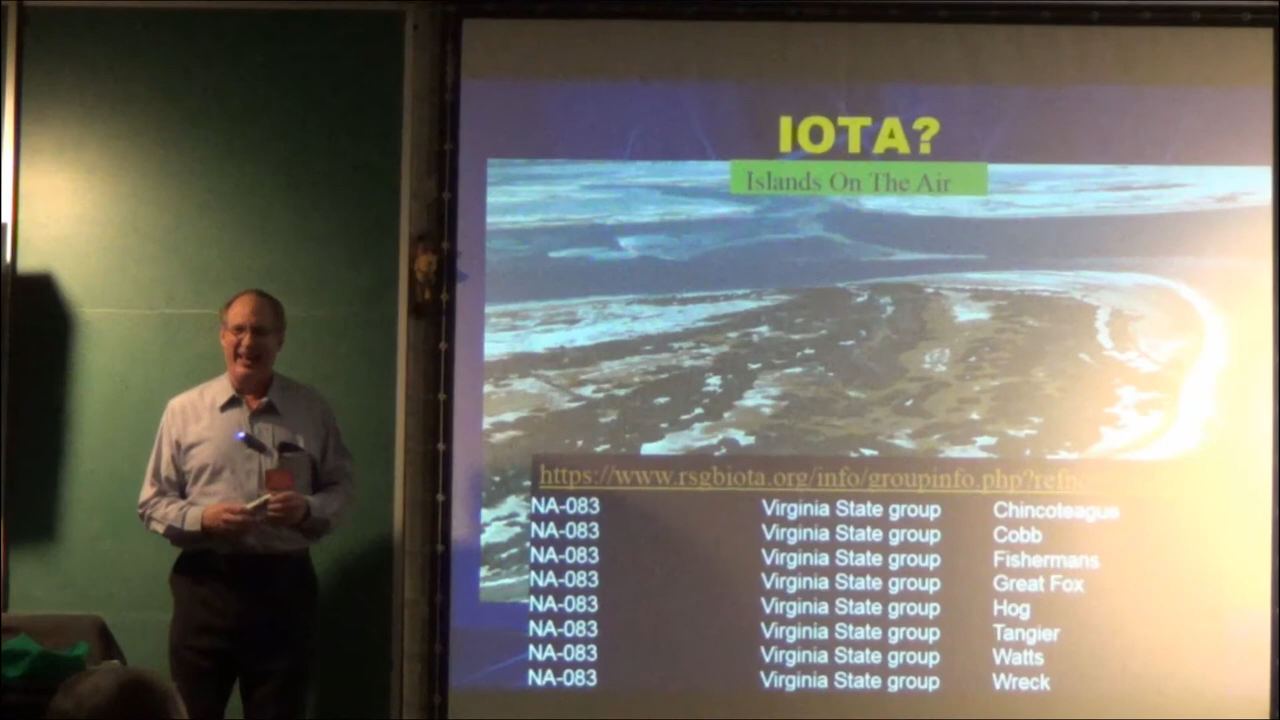 IOTA?
Islands On The Air
https://www.rsgbiota.org/info/groupinfo.php?refn
NA-083 Virginia State group Chincoteague
NA-083 Virginia State group Cobb
NA-083 Virginia State group Fishermans
NA-083 Virginia State group Great Fox
NA-083 Virginia State group Hog
NA-083 Virginia State group Tangier
NA-083 Virginia State group Watts
NA-083 Virginia State group Wreck